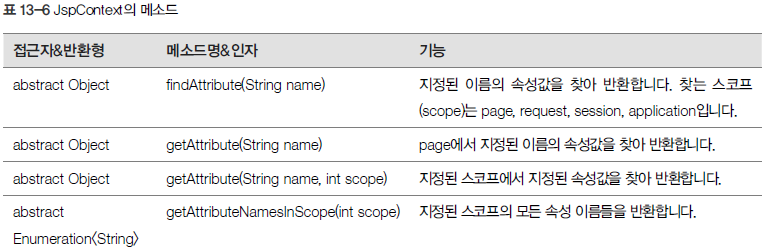 표 13-6 JspContext의 메소드
접근자&반환형 메소드명&인자 기능
abstract Object findAttribute(String name) 지정된 이름의 속성값을 찾아 반환합니다. 찾는 스코프
(scope)는 page, request, session, application입니다.
abstract Object getAttribute(String name) page에서 지정된 이름의 속성값을 찾아 반환합니다.
abstract Object getAttribute(String name, int scope) 지정된 스코프에서 지정된 속성값을 찾아 반환합니다.
abstract getAttributeNamesInScope(int scope) 지정된 스코프의 모든 속성 이름들을 반환합니다.
Enumeration〈String〉